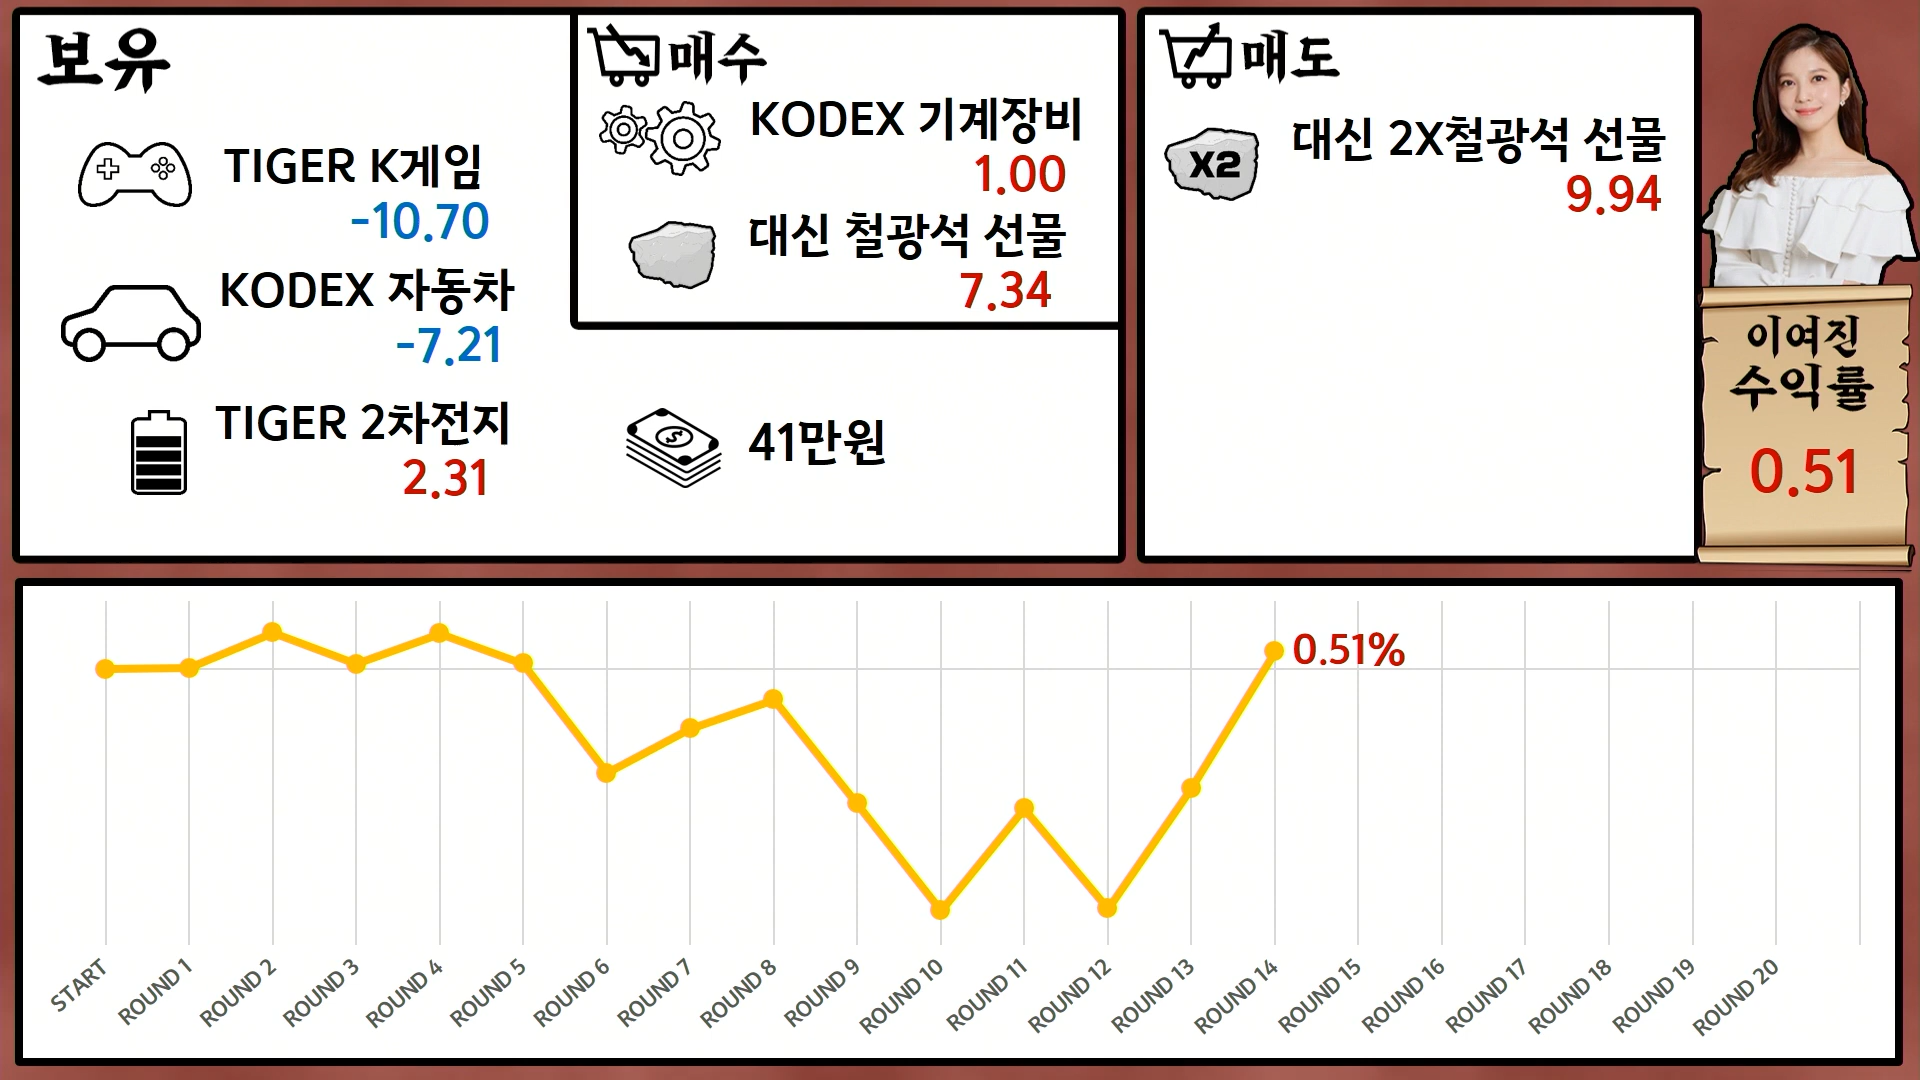 보유
TIGER K게임
-10.70
KODEX 자동차
-7.21
TIGER 2차전지
2.31
매수
KODEX 기계장비
1.00
대신 철광석 선물
7.34
$
41만원
매도
X2
대신 2X철광석 선물
9.94
이여진
수익률
0.51
0.51%
START
ROUND 1
ROUND 2
ROUND 3
ROUND 4
ROUND 5
ROUND 6
ROUND 7
ROUND 8
ROUND 9
ROUND 10
ROUND 11
ROUND 12
ROUND 13
ROUND 14
ROUND 15
ROUND 16
ROUND 17
ROUND 18
ROUND 19
ROUND 20